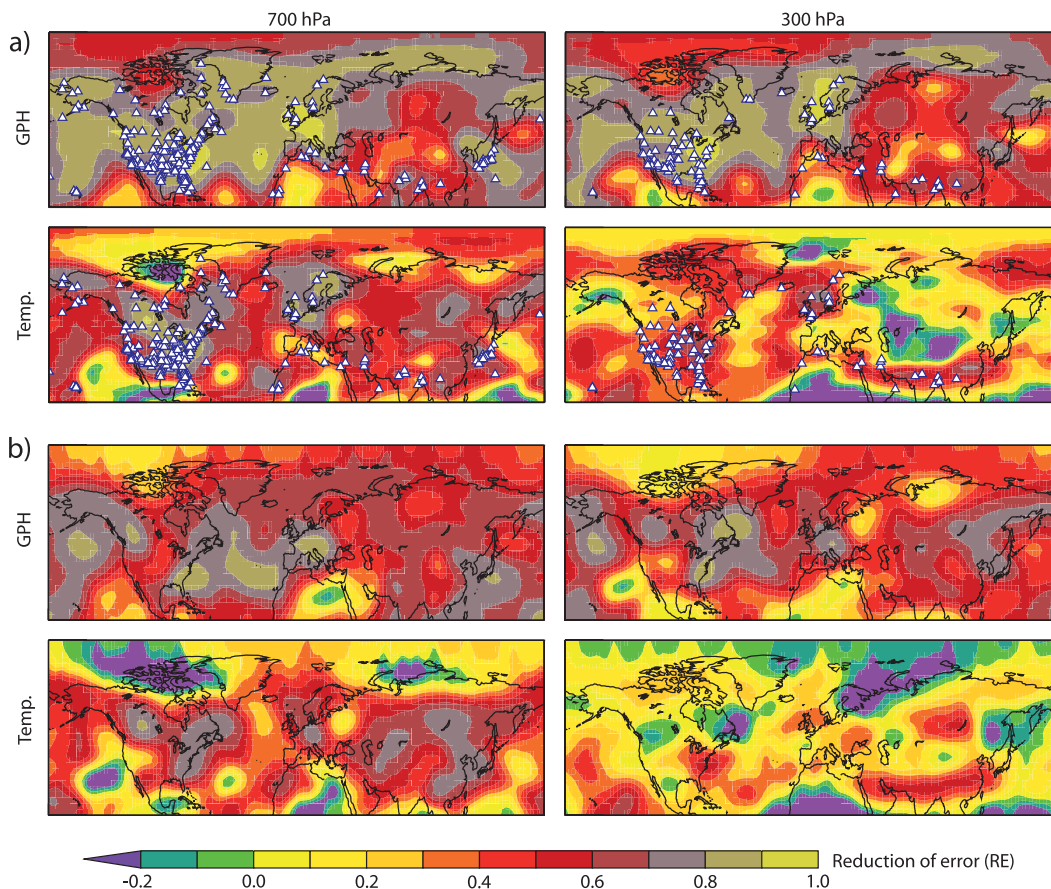 700 hPa
300 hPa
a)
GPH
Temp.
b)
GPH
Temp.
-0.2
0.0
0.2
0.4
0.6
0.8
1.0
Reduction of error (RE)